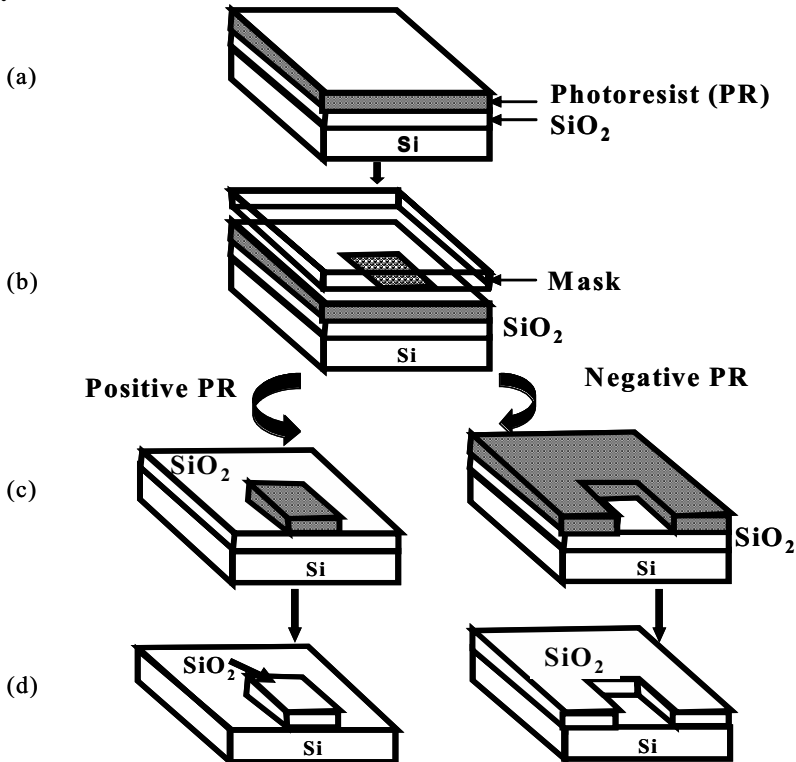 (a)
Photoresist (PR)
SiO2
Si
(b)
Mask
SiO2
Si
Positive PR
Negative PR
(c)
SiO2
Si
SiO2
Si
(d)
SiO2
Si
SiO2
Si